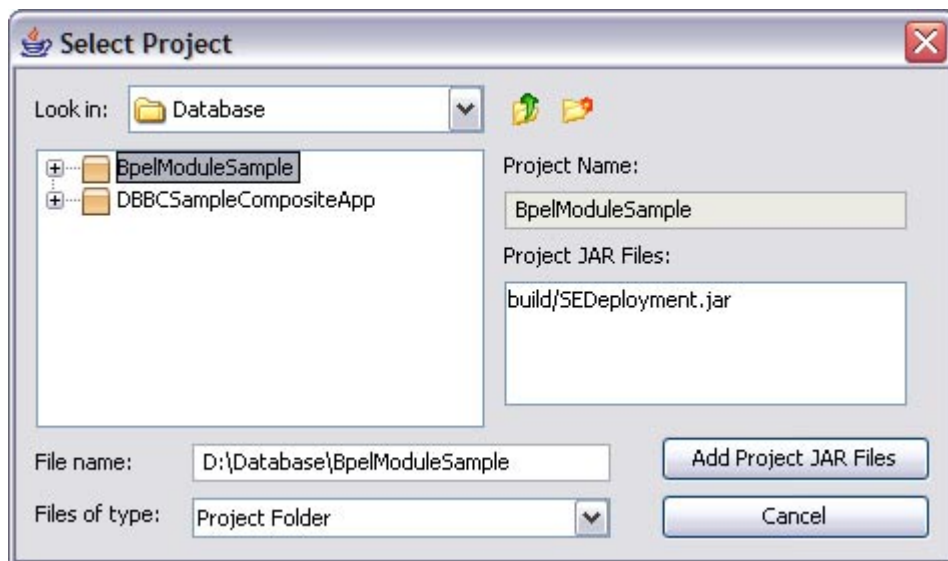 Select Project
Look in:
Database
BpelModuleSample
DBBCSampleCompositeApp
Project Name:
BpelModuleSample
Project JAR Files:
build/SEDeployment.jar
File name:
D:\Database\BpelModuleSample
Add Project JAR Files
Files of type:
Project Folder
Cancel